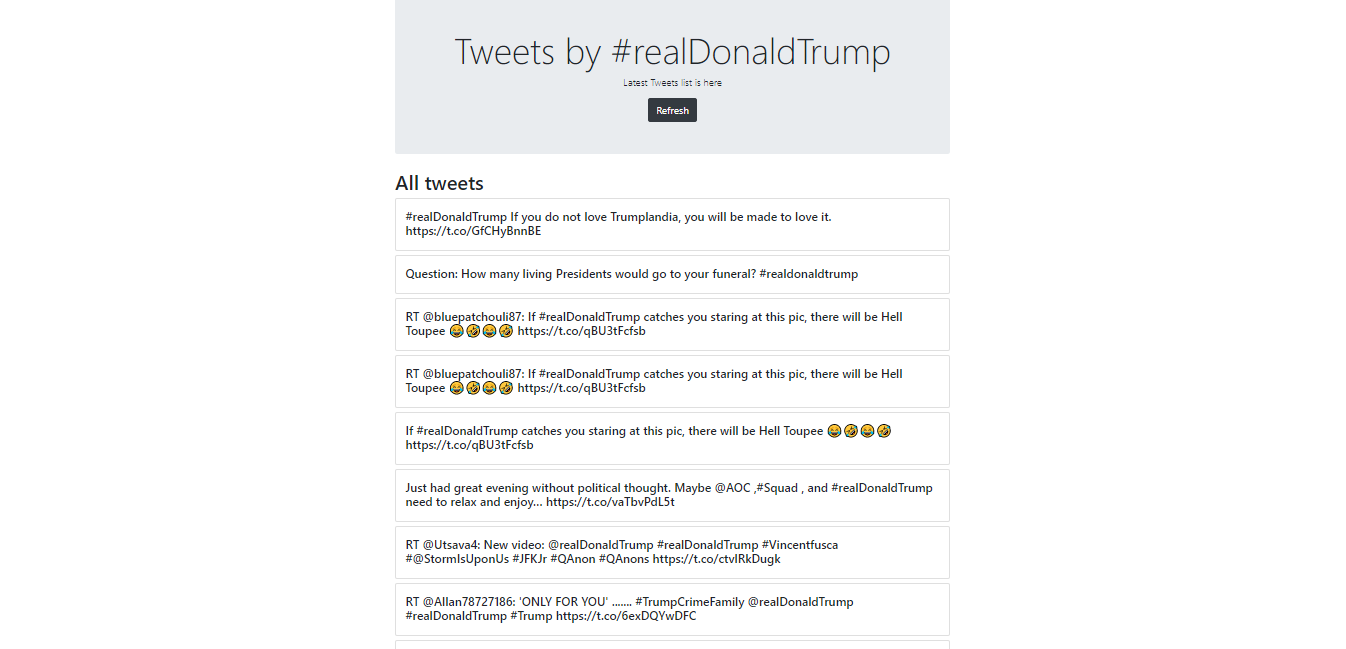 Tweets by #realDonaldTrump
Latest Tweets list is here
Refresh
All tweets
#realDonaldTrump If you do not love Trumplandia, you will be made to love it.
https://t.co/GfCHyBnnBE
Question: How many living Presidents would go to your funeral? #realdonaldtrump
RT @bluepatchouli87: If #realDonaldTrump catches you staring at this pic, there will be Hell
Toupee 😂🤣😂🤣 https://t.co/qBU3tFcfsb
RT @bluepatchouli87: If #realDonaldTrump catches you staring at this pic, there will be Hell
Toupee 😂🤣😂🤣 https://t.co/qBU3tFcfsb
If #realDonaldTrump catches you staring at this pic, there will be Hell Toupee 😂🤣😂🤣
https://t.co/qBU3tFcfsb
Just had great evening without political thought. Maybe @AOC ,#Squad , and #realDonaldTrump
need to relax and enjoy… https://t.co/vaTbvPdL5t
RT @Utsava4: New video: @realDonaldTrump #realDonaldTrump #Vincentfusca
#@StormIsUponUs #JFKJr #QAnon #QAnons https://t.co/ctvIRkDugk
RT @Allan78727186: 'ONLY FOR YOU' ....... #TrumpCrimeFamily @realDonaldTrump
#realDonaldTrump #Trump https://t.co/6exDQYwDFC